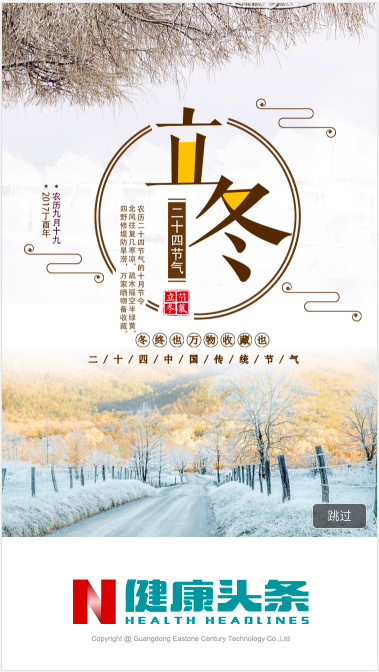 立冬
二十四节气
农历九月十九
2017丁酉年
农历二十四节气的十月节令
北风往复几寒凉，疏木摇空半绿黄。
四野修堤防旱涝，万家晒物备收藏。
立冬
节氣
冬终也万物收藏也
二/十/四/中/国/传/统/节/气
跳过
健康头条
HEALTH HEADLINES
Copyright @ Guangdong Eastone Century Technology Co.,Ltd